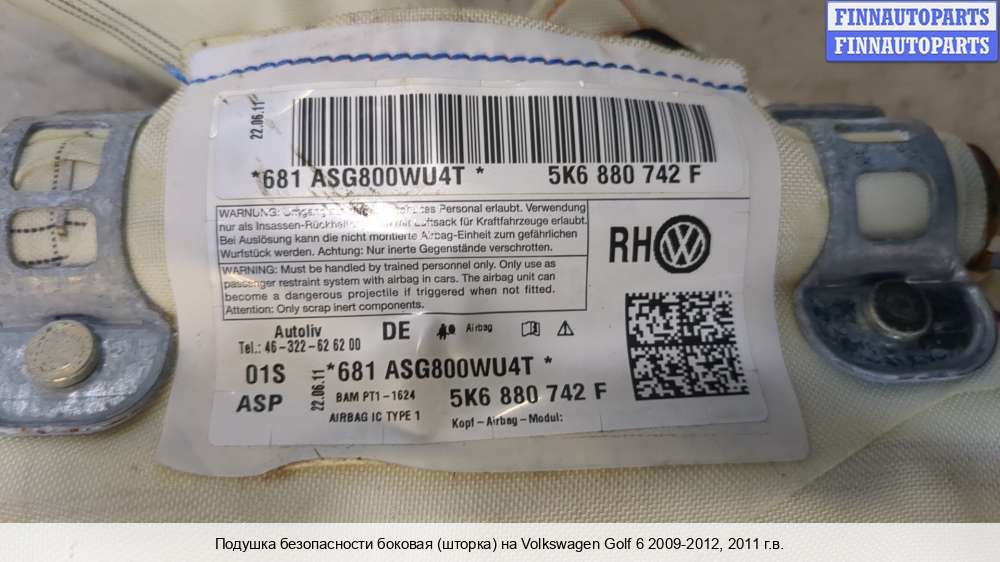 FINNAUTOPARTS
FINNAUTOPARTS
22.06.11
*681 ASG800WU4T *
5K6 880 742 F
WARNUNG: Umgang Personal erlaubt. Verwendung
nur als Insassen-Rückhalt mit Luftsack für Kraftfahrzeuge erlaubt.
Bei Auslösung kann die nicht montierte Airbag-Einheit zum gefährlichen
Wurfstück werden. Achtung: Nur inerte Gegenstände verschrotten.
WARNING: Must be handled by trained personnel only. Only use as
passenger restraint system with airbag in cars. The airbag unit can
become a dangerous projectile if triggered when not fitted.
Attention: Only scrap inert components.
RH
Autoliv
Tel.: 46-322-626200
DE
Airbag
01S
ASP
22.06.11
*681 ASG800WU4T *
BAM PT1-1624
5K6 880 742 F
AIRBAG IC TYPE 1
Kopf-Airbag-Modul:
Подушка безопасности боковая (шторка) на Volkswagen Golf 6 2009-2012, 2011 г.в.